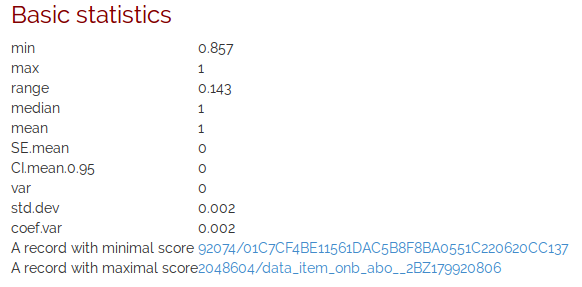 Basic statistics
min 0.857
max 1
range 0.143
median 1
mean 1
SE.mean 0
CI.mean.0.95 0
var 0
std.dev 0.002
coef.var 0.002
A record with minimal score 92074/01C7CF4BE11561DAC5B8F8BA0551C220620CC137
A record with maximal score 2048604/data_item_onb_abo__2BZ179920806